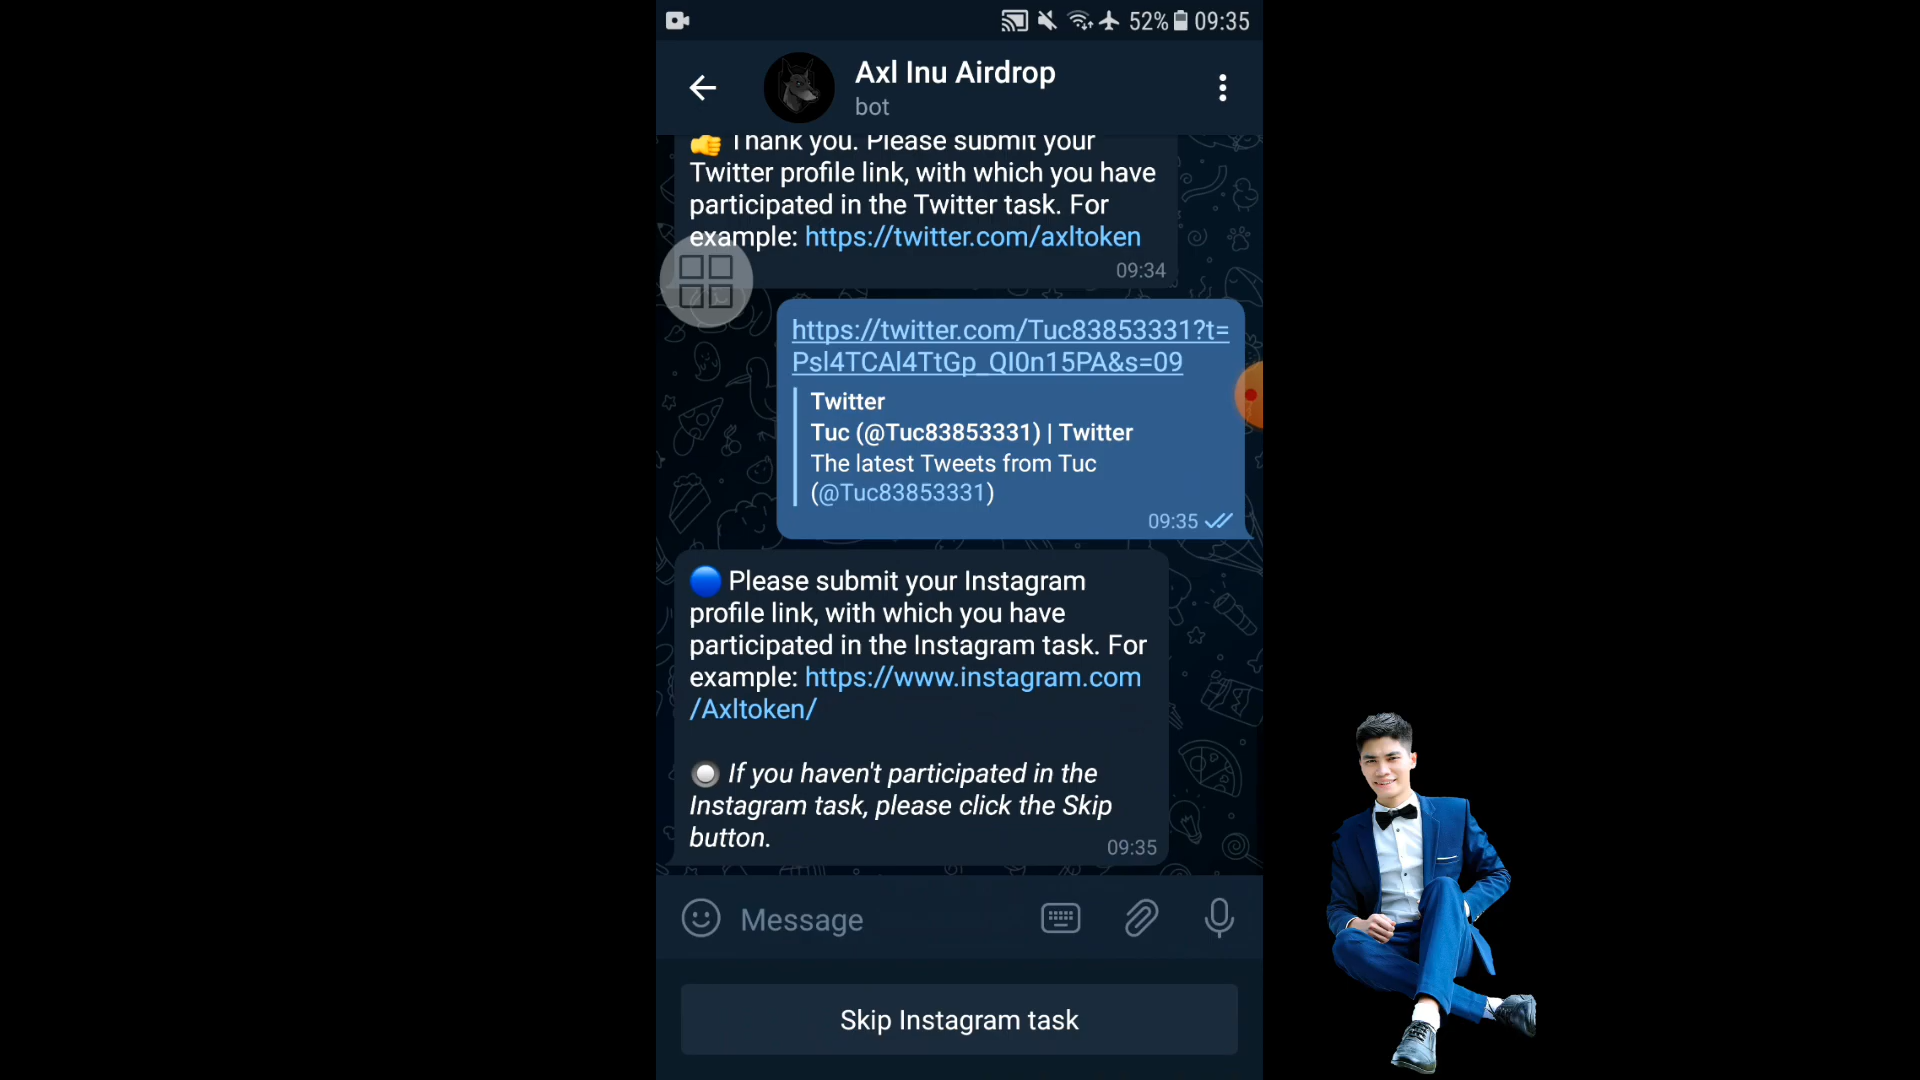 52% 09:35
Axl Inu Airdrop
bot
Thank you. Please submit your
Twitter profile link, with which you have
participated in the Twitter task. For
example: https://twitter.com/axltoken
09:34
https://twitter.com/Tuc83853331?t=
Psl4TCAl4TtGp_QI0n15PA&s=09
Twitter
Tuc (@Tuc83853331) | Twitter
The latest Tweets from Tuc
(@Tuc83853331)
09:35
Please submit your Instagram
profile link, with which you have
participated in the Instagram task. For
example: https://www.instagram.com
/Axltoken/
If you haven't participated in the
Instagram task, please click the Skip
button.
09:35
Message
Skip Instagram task